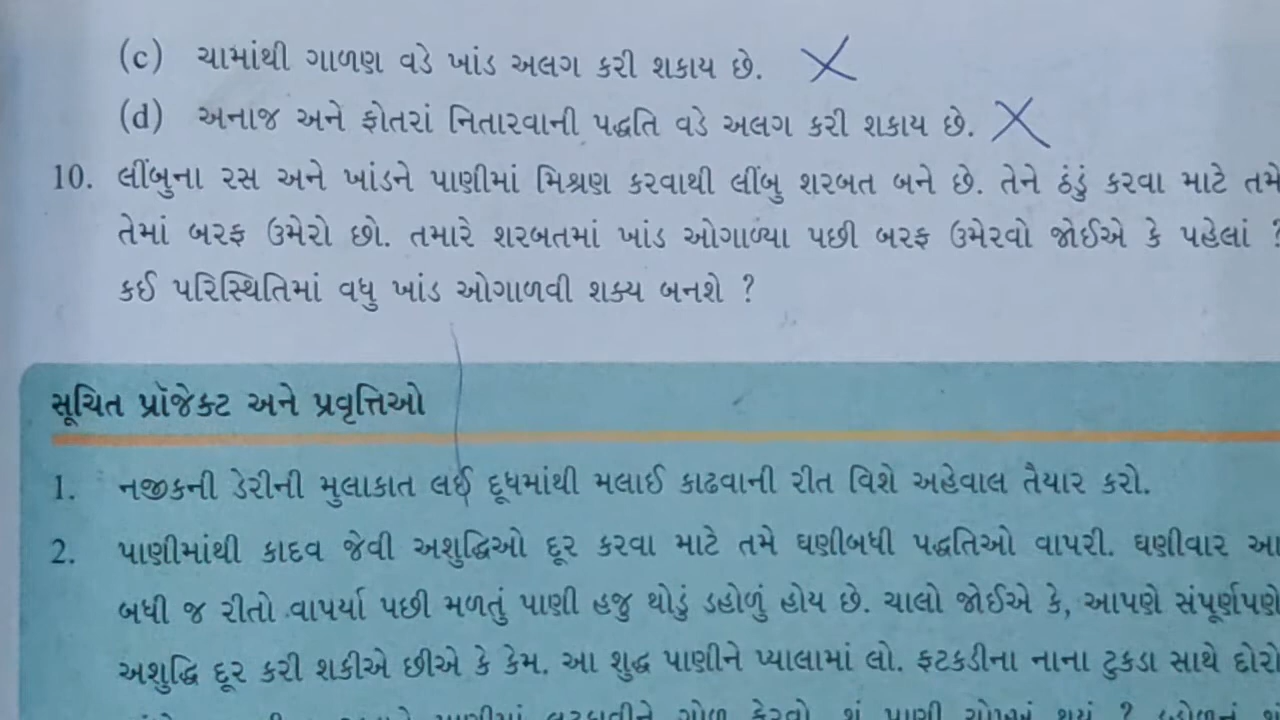 (c) ચામાંથી ગાળણ વડે ખાંડ અલગ કરી શકાય છે. X
(d) અનાજ અને ફોતરાં નિતારવાની પદ્ધતિ વડે અલગ કરી શકાય છે. X
10. લીંબુના રસ અને ખાંડને પાણીમાં મિશ્રણ કરવાથી લીંબુ શરબત બને છે. તેને ઠંડું કરવા માટે તમે
તેમાં બરફ ઉમેરો છો. તમારે શરબતમાં ખાંડ ઓગાળ્યા પછી બરફ ઉમેરવો જોઈએ કે પહેલાં ?
કઈ પરિસ્થિતિમાં વધુ ખાંડ ઓગાળવી શક્ય બનશે ?
સૂચિત પ્રૉજેક્ટ અને પ્રવૃત્તિઓ
1. નજીકની ડેરીની મુલાકાત લઈ દૂધમાંથી મલાઈ કાઢવાની રીત વિશે અહેવાલ તૈયાર કરો.
2. પાણીમાંથી કાદવ જેવી અશુદ્ધિઓ દૂર કરવા માટે તમે ઘણીબધી પદ્ધતિઓ વાપરી. ઘણીવાર આ
બધી જ રીતો વાપર્યા પછી મળતું પાણી હજુ થોડું ડહોળું હોય છે. ચાલો જોઈએ કે, આપણે સંપૂર્ણપણે
અશુદ્ધિ દૂર કરી શકીએ છીએ કે કેમ. આ શુદ્ધ પાણીને પ્યાલામાં લો. ફટકડીના નાના ટુકડા સાથે દોરો